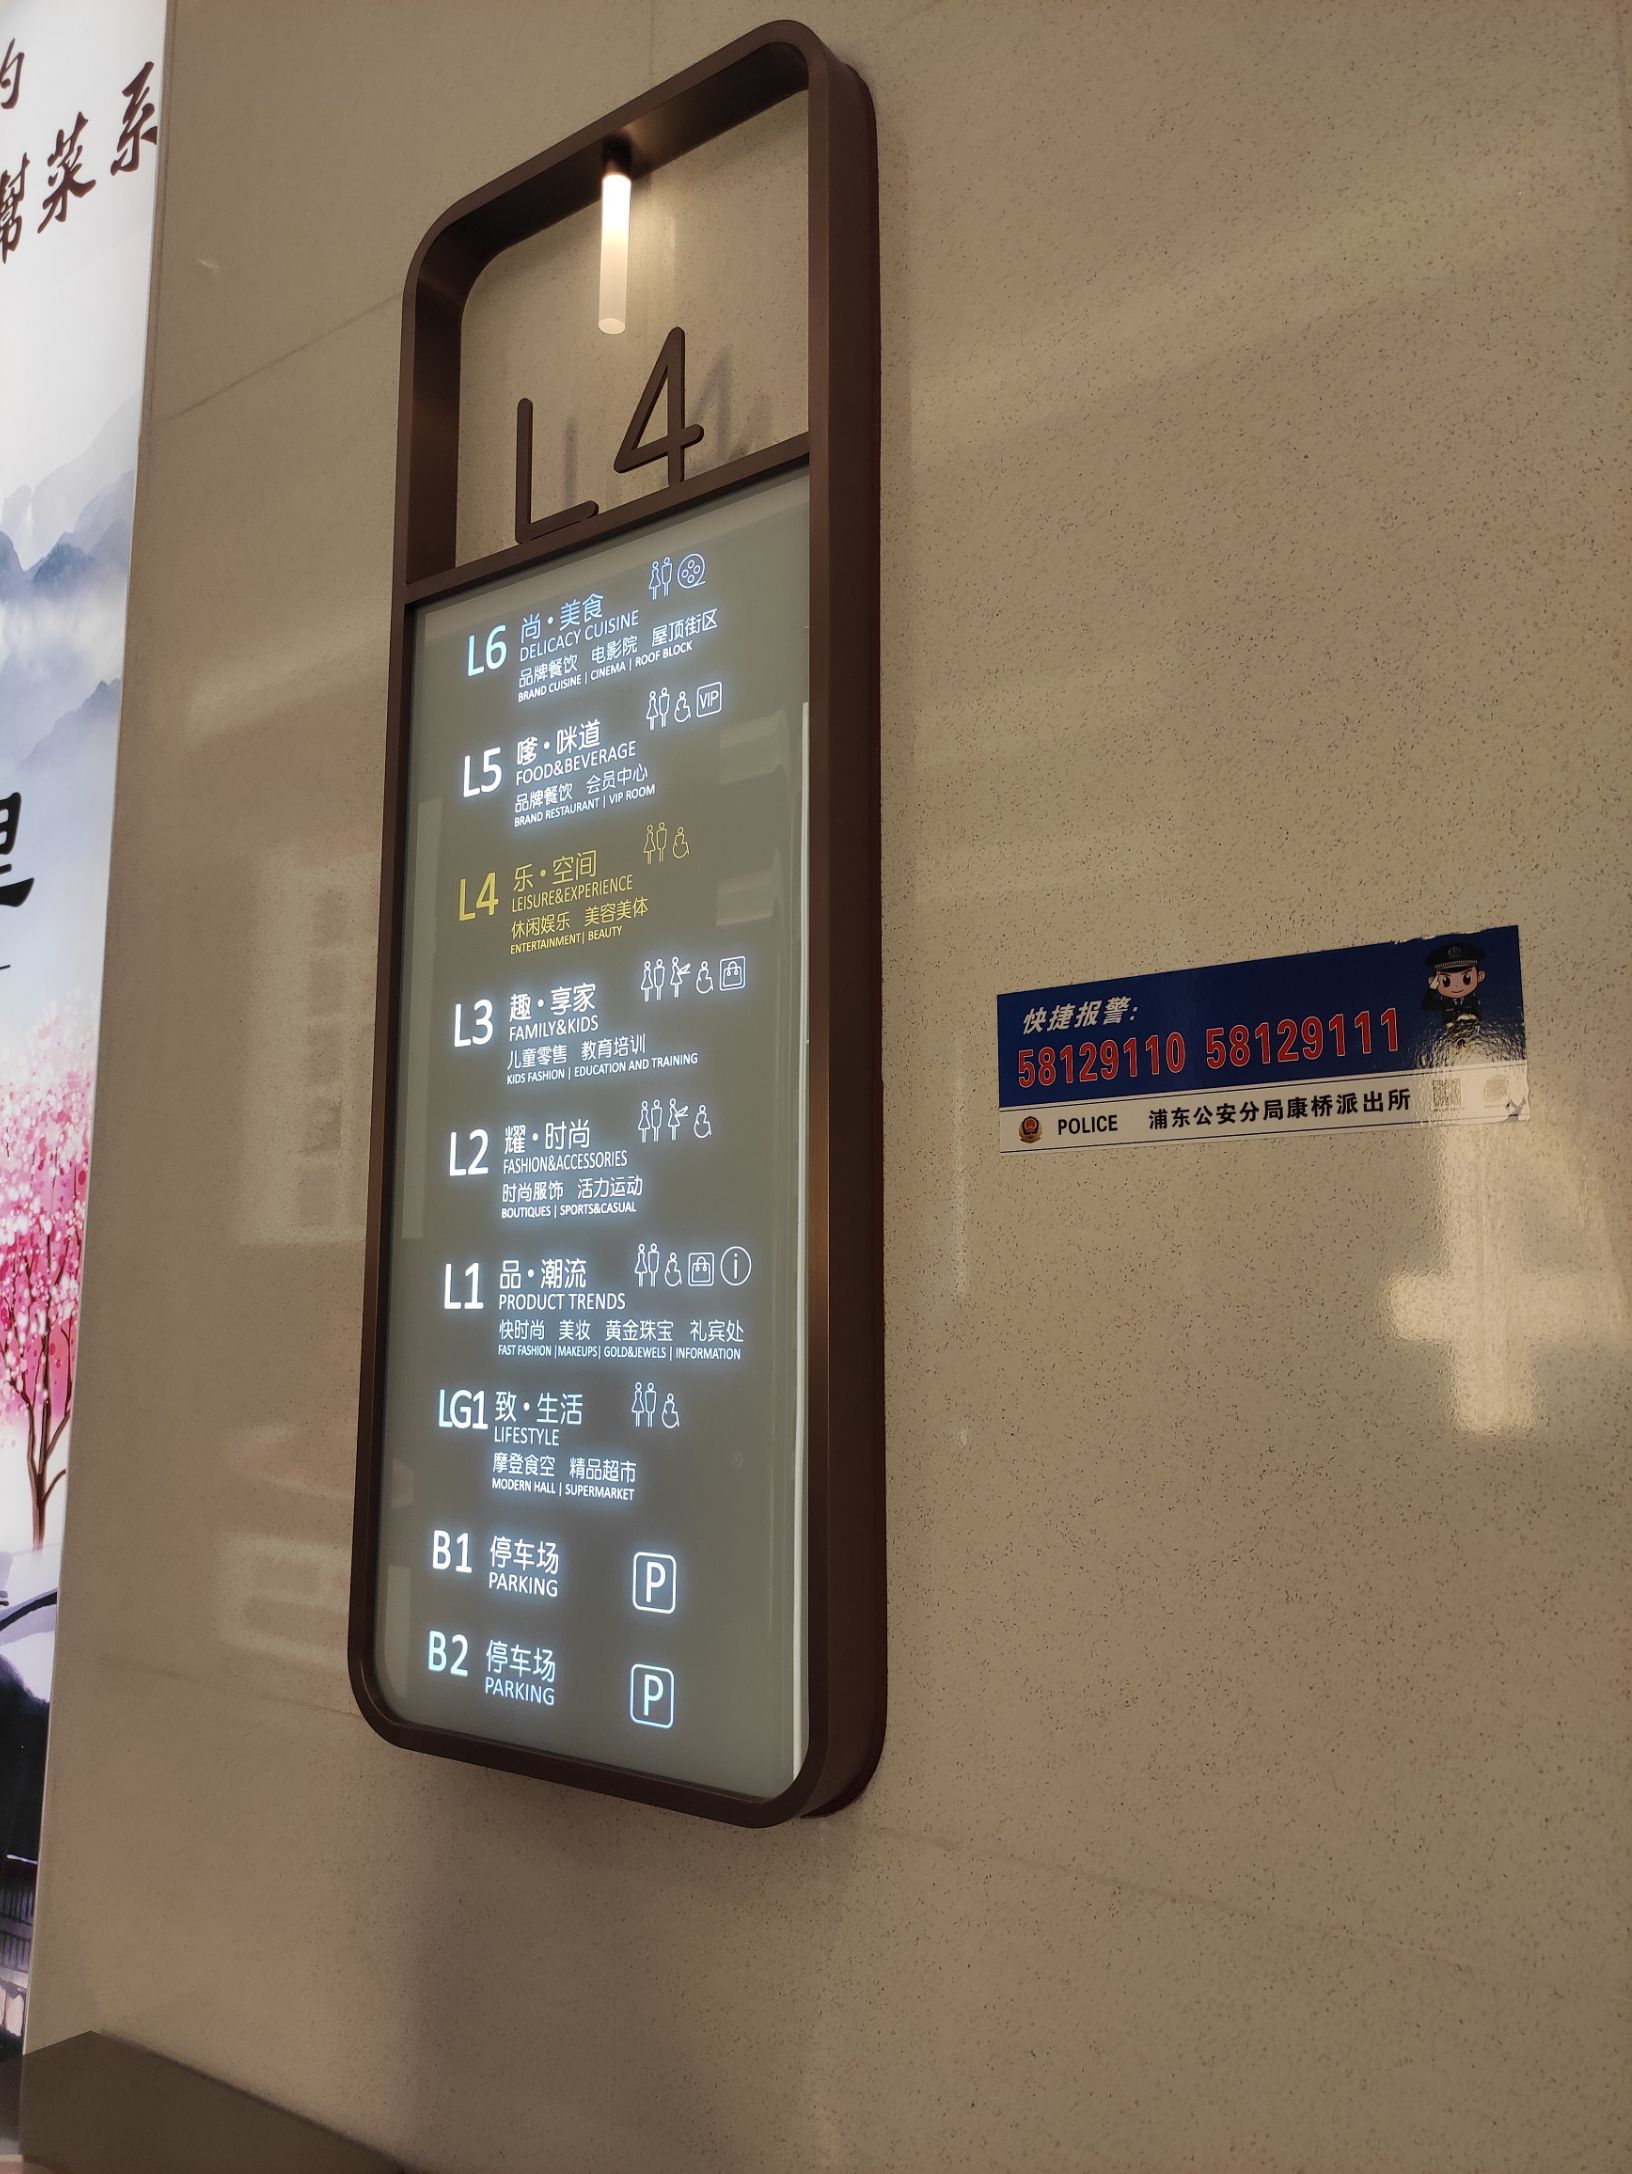 的
幫菜系
里
L4
L6 尚·美食
DELICACY CUISINE
品牌餐饮 电影院 屋顶街区
BRAND CUISINE | CINEMA | ROOF BLOCK
VIP
L5 嗲·咪道
FOOD&BEVERAGE
品牌餐饮 会员中心
BRAND RESTAURANT | VIP ROOM
L4 乐·空间
LEISURE&EXPERIENCE
休闲娱乐 美容美体
ENTERTAINMENT| BEAUTY
L3 趣·享家
FAMILY&KIDS
儿童零售 教育培训
KIDS FASHION | EDUCATION AND TRAINING
L2 耀·时尚
FASHION&ACCESSORIES
时尚服饰 活力运动
BOUTIQUES | SPORTS&CASUAL
L1 品·潮流
PRODUCT TRENDS
快时尚 美妆 黄金珠宝 礼宾处
FAST FASHION |MAKEUPS| GOLD&JEWELS | INFORMATION
LG1 致·生活
LIFESTYLE
摩登食空 精品超市
MODERN HALL | SUPERMARKET
B1 停车场 P
PARKING
B2 停车场 P
PARKING
快捷报警:
58129110 58129111
POLICE 浦东公安分局康桥派出所